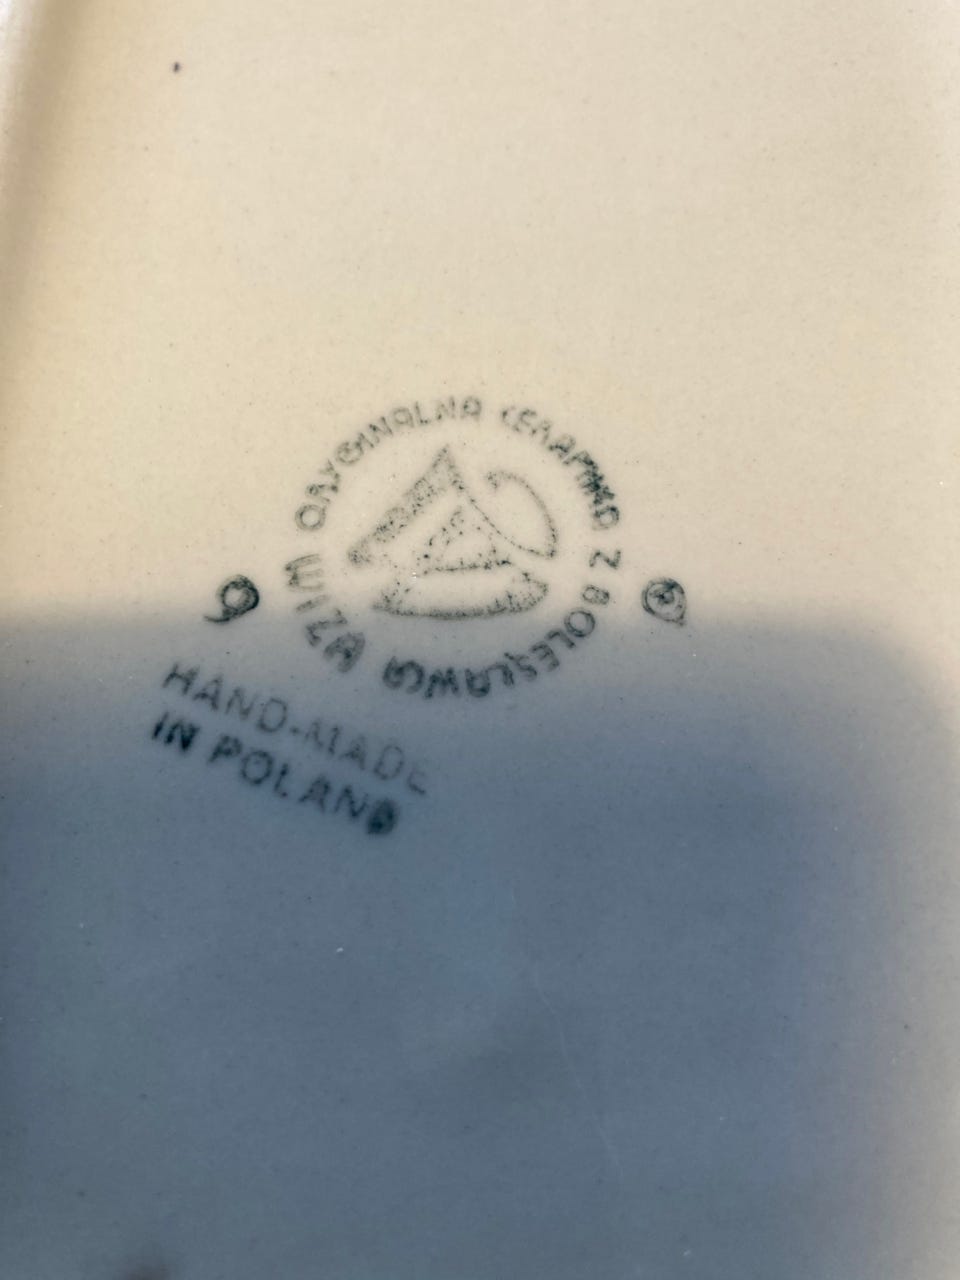 ORYGINALNA CERAMIKA Z BOLESŁAWCA WIZA
HAND-MADE
IN POLAND